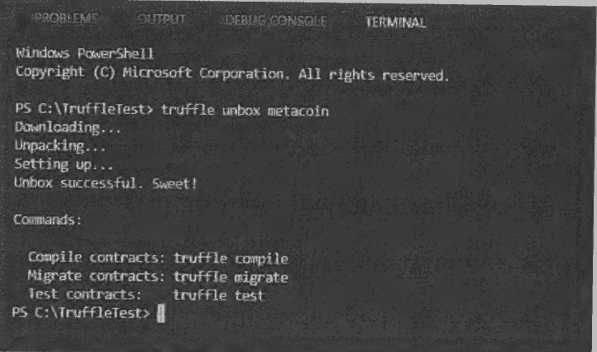 PROBLEMS OUTPUT DEBUG CONSOLE TERMINAL
Windows PowerShell
Copyright (C) Microsoft Corporation. All rights reserved.
PS C:\TruffleTest> truffle unbox metacoin
Downloading...
Unpacking...
Setting up...
Unbox successful. Sweet!
Commands:
Compile contracts: truffle compile
Migrate contracts: truffle migrate
Test contracts: truffle test
PS C:\TruffleTest>